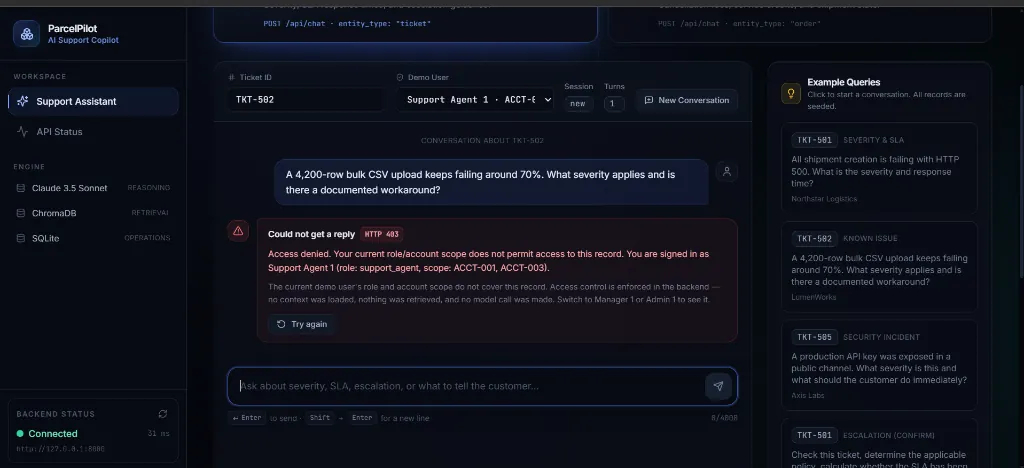 ParcelPilot
AI Support Copilot
WORKSPACE
Support Assistant
API Status
ENGINE
Claude 3.5 Sonnet REASONING
ChromaDB RETRIEVAL
SQLite OPERATIONS
BACKEND STATUS
Connected 31 ms
http://127.0.0.1:8005
POST /api/chat · entity_type: "ticket"
POST /api/chat · entity_type: "order"
# Ticket ID
TKT-502
Demo User
Support Agent 1 · ACCT-
Session
new
Turns
1
New Conversation
CONVERSATION ABOUT TKT-502
A 4,200-row bulk CSV upload keeps failing around 70%. What severity applies and is
there a documented workaround?
Could not get a reply HTTP 403
Access denied. Your current role/account scope does not permit access to this record. You are signed in as
Support Agent 1 (role: support_agent, scope: ACCT-001, ACCT-003).
The current demo user's role and account scope do not cover this record. Access control is enforced in the backend —
no context was loaded, nothing was retrieved, and no model call was made. Switch to Manager 1 or Admin 1 to see it.
Try again
Ask about severity, SLA, escalation, or what to tell the customer...
↵ Enter to send · Shift + Enter for a new line
0/4000
Example Queries
Click to start a conversation. All records are
seeded.
TKT-501 SEVERITY & SLA
All shipment creation is failing with HTTP
500. What is the severity and response
time?
Northstar Logistics
TKT-502 KNOWN ISSUE
A 4,200-row bulk CSV upload keeps failing
around 70%. What severity applies and is
there a documented workaround?
LumenWorks
TKT-505 SECURITY INCIDENT
A production API key was exposed in a
public channel. What severity is this and
what should the customer do immediately?
Axis Labs
TKT-501 ESCALATION (CONFIRM)
Check this ticket, determine the applicable
policy, calculate whether the SLA has been